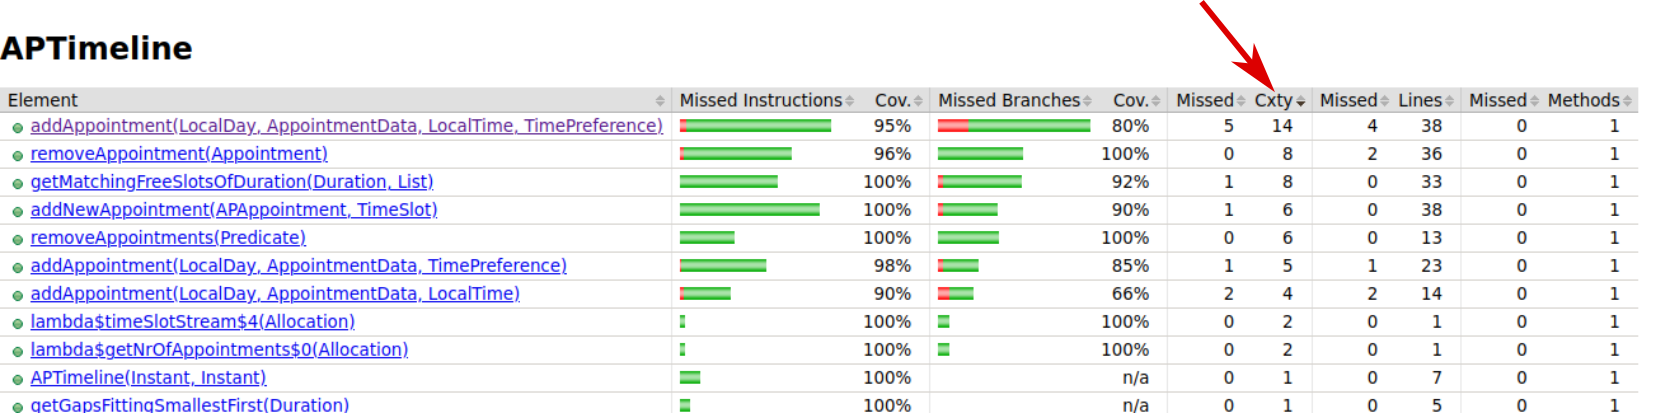 APTimeline
Element Missed Instructions Cov. Missed Branches Cov. Missed Cxty Missed Lines Missed Methods
addAppointment(LocalDay, AppointmentData, LocalTime, TimePreference) 95% 80% 5 14 4 38 0 1
removeAppointment(Appointment) 96% 100% 0 8 2 36 0 1
getMatchingFreeSlotsOfDuration(Duration, List) 100% 92% 1 8 0 33 0 1
addNewAppointment(APAppointment, TimeSlot) 100% 90% 1 6 0 38 0 1
removeAppointments(Predicate) 100% 100% 0 6 0 13 0 1
addAppointment(LocalDay, AppointmentData, TimePreference) 98% 85% 1 5 1 23 0 1
addAppointment(LocalDay, AppointmentData, LocalTime) 90% 66% 2 4 2 14 0 1
lambda$timeSlotStream$4(Allocation) 100% 100% 0 2 0 1 0 1
lambda$getNrOfAppointments$0(Allocation) 100% 100% 0 2 0 1 0 1
APTimeline(Instant, Instant) 100% n/a 0 1 0 7 0 1
getGapsFittingSmallestFirst(Duration) 100% n/a 0 1 0 5 0 1